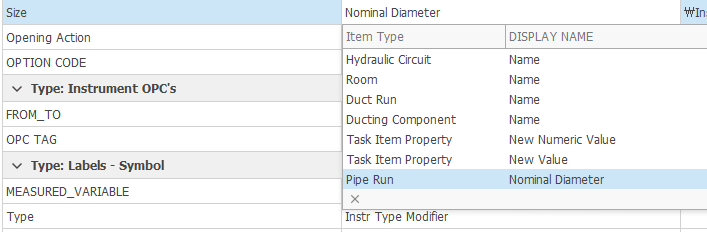 Size Nominal Diameter ₩Ins
Opening Action Item Type DISPLAY NAME
OPTION CODE Hydraulic Circuit Name
Type: Instrument OPC's Room Name
Duct Run Name
FROM_TO Ducting Component Name
OPC TAG Task Item Property New Numeric Value
Type: Labels - Symbol Task Item Property New Value
MEASURED_VARIABLE Pipe Run Nominal Diameter
Type Instr Type Modifier